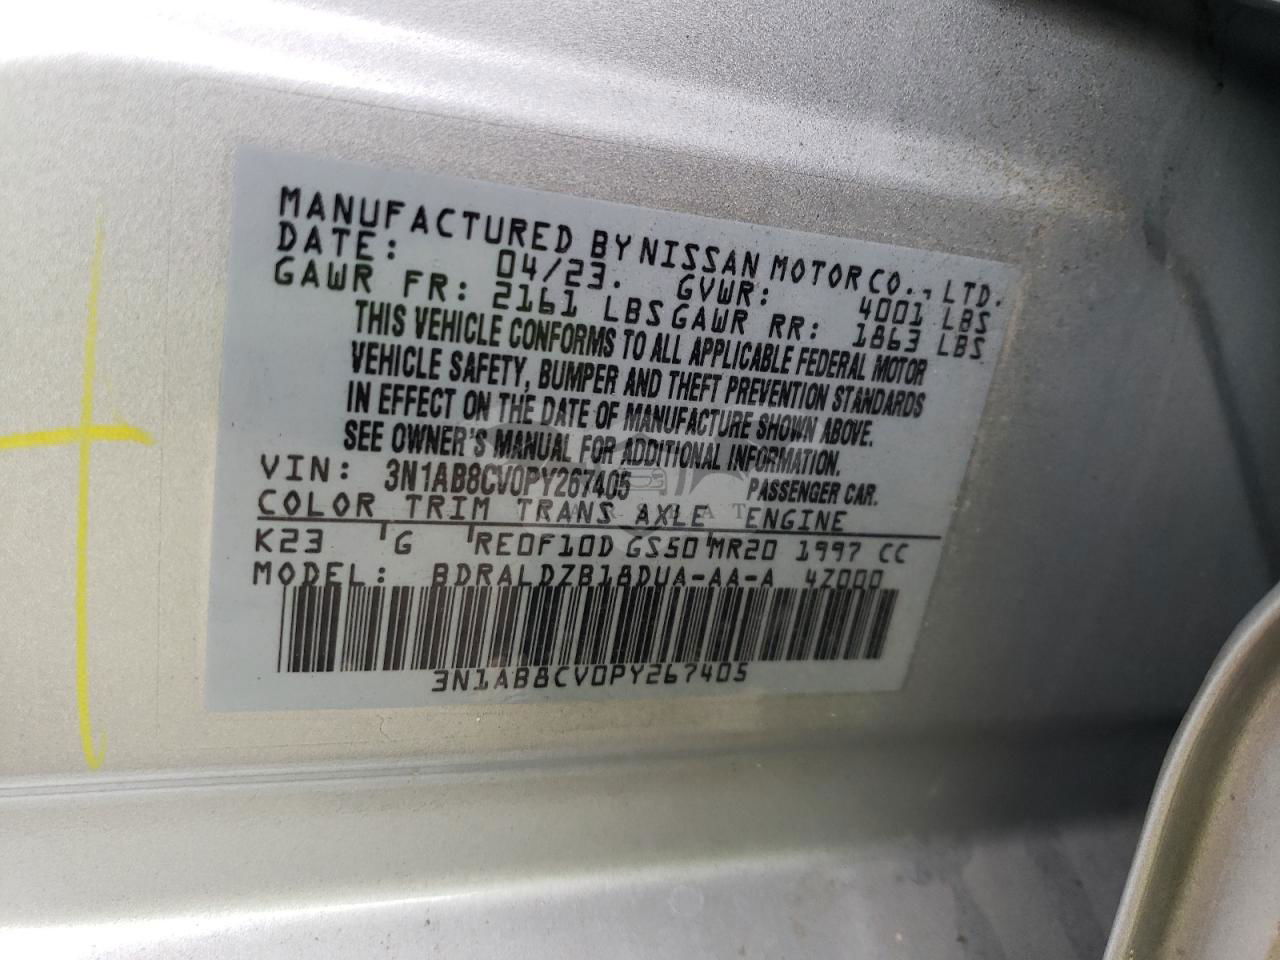 MANUFACTURED BY NISSAN MOTOR CO., LTD.
DATE: 04/23. GVWR: 4001 LBS
GAWR FR: 2161 LBS GAWR RR: 1863 LBS
THIS VEHICLE CONFORMS TO ALL APPLICABLE FEDERAL MOTOR
VEHICLE SAFETY, BUMPER AND THEFT PREVENTION STANDARDS
IN EFFECT ON THE DATE OF MANUFACTURE SHOWN ABOVE.
SEE OWNER'S MANUAL FOR ADDITIONAL INFORMATION.
VIN: 3N1AB8CV0PY267405 PASSENGER CAR.
COLOR TRIM TRANS AXLE ENGINE
K23 G RE0F10D GS50 MR20 1997 CC
MODEL: BDRALDZB18DUA-AA-A 4Z000
3N1AB8CV0PY267405